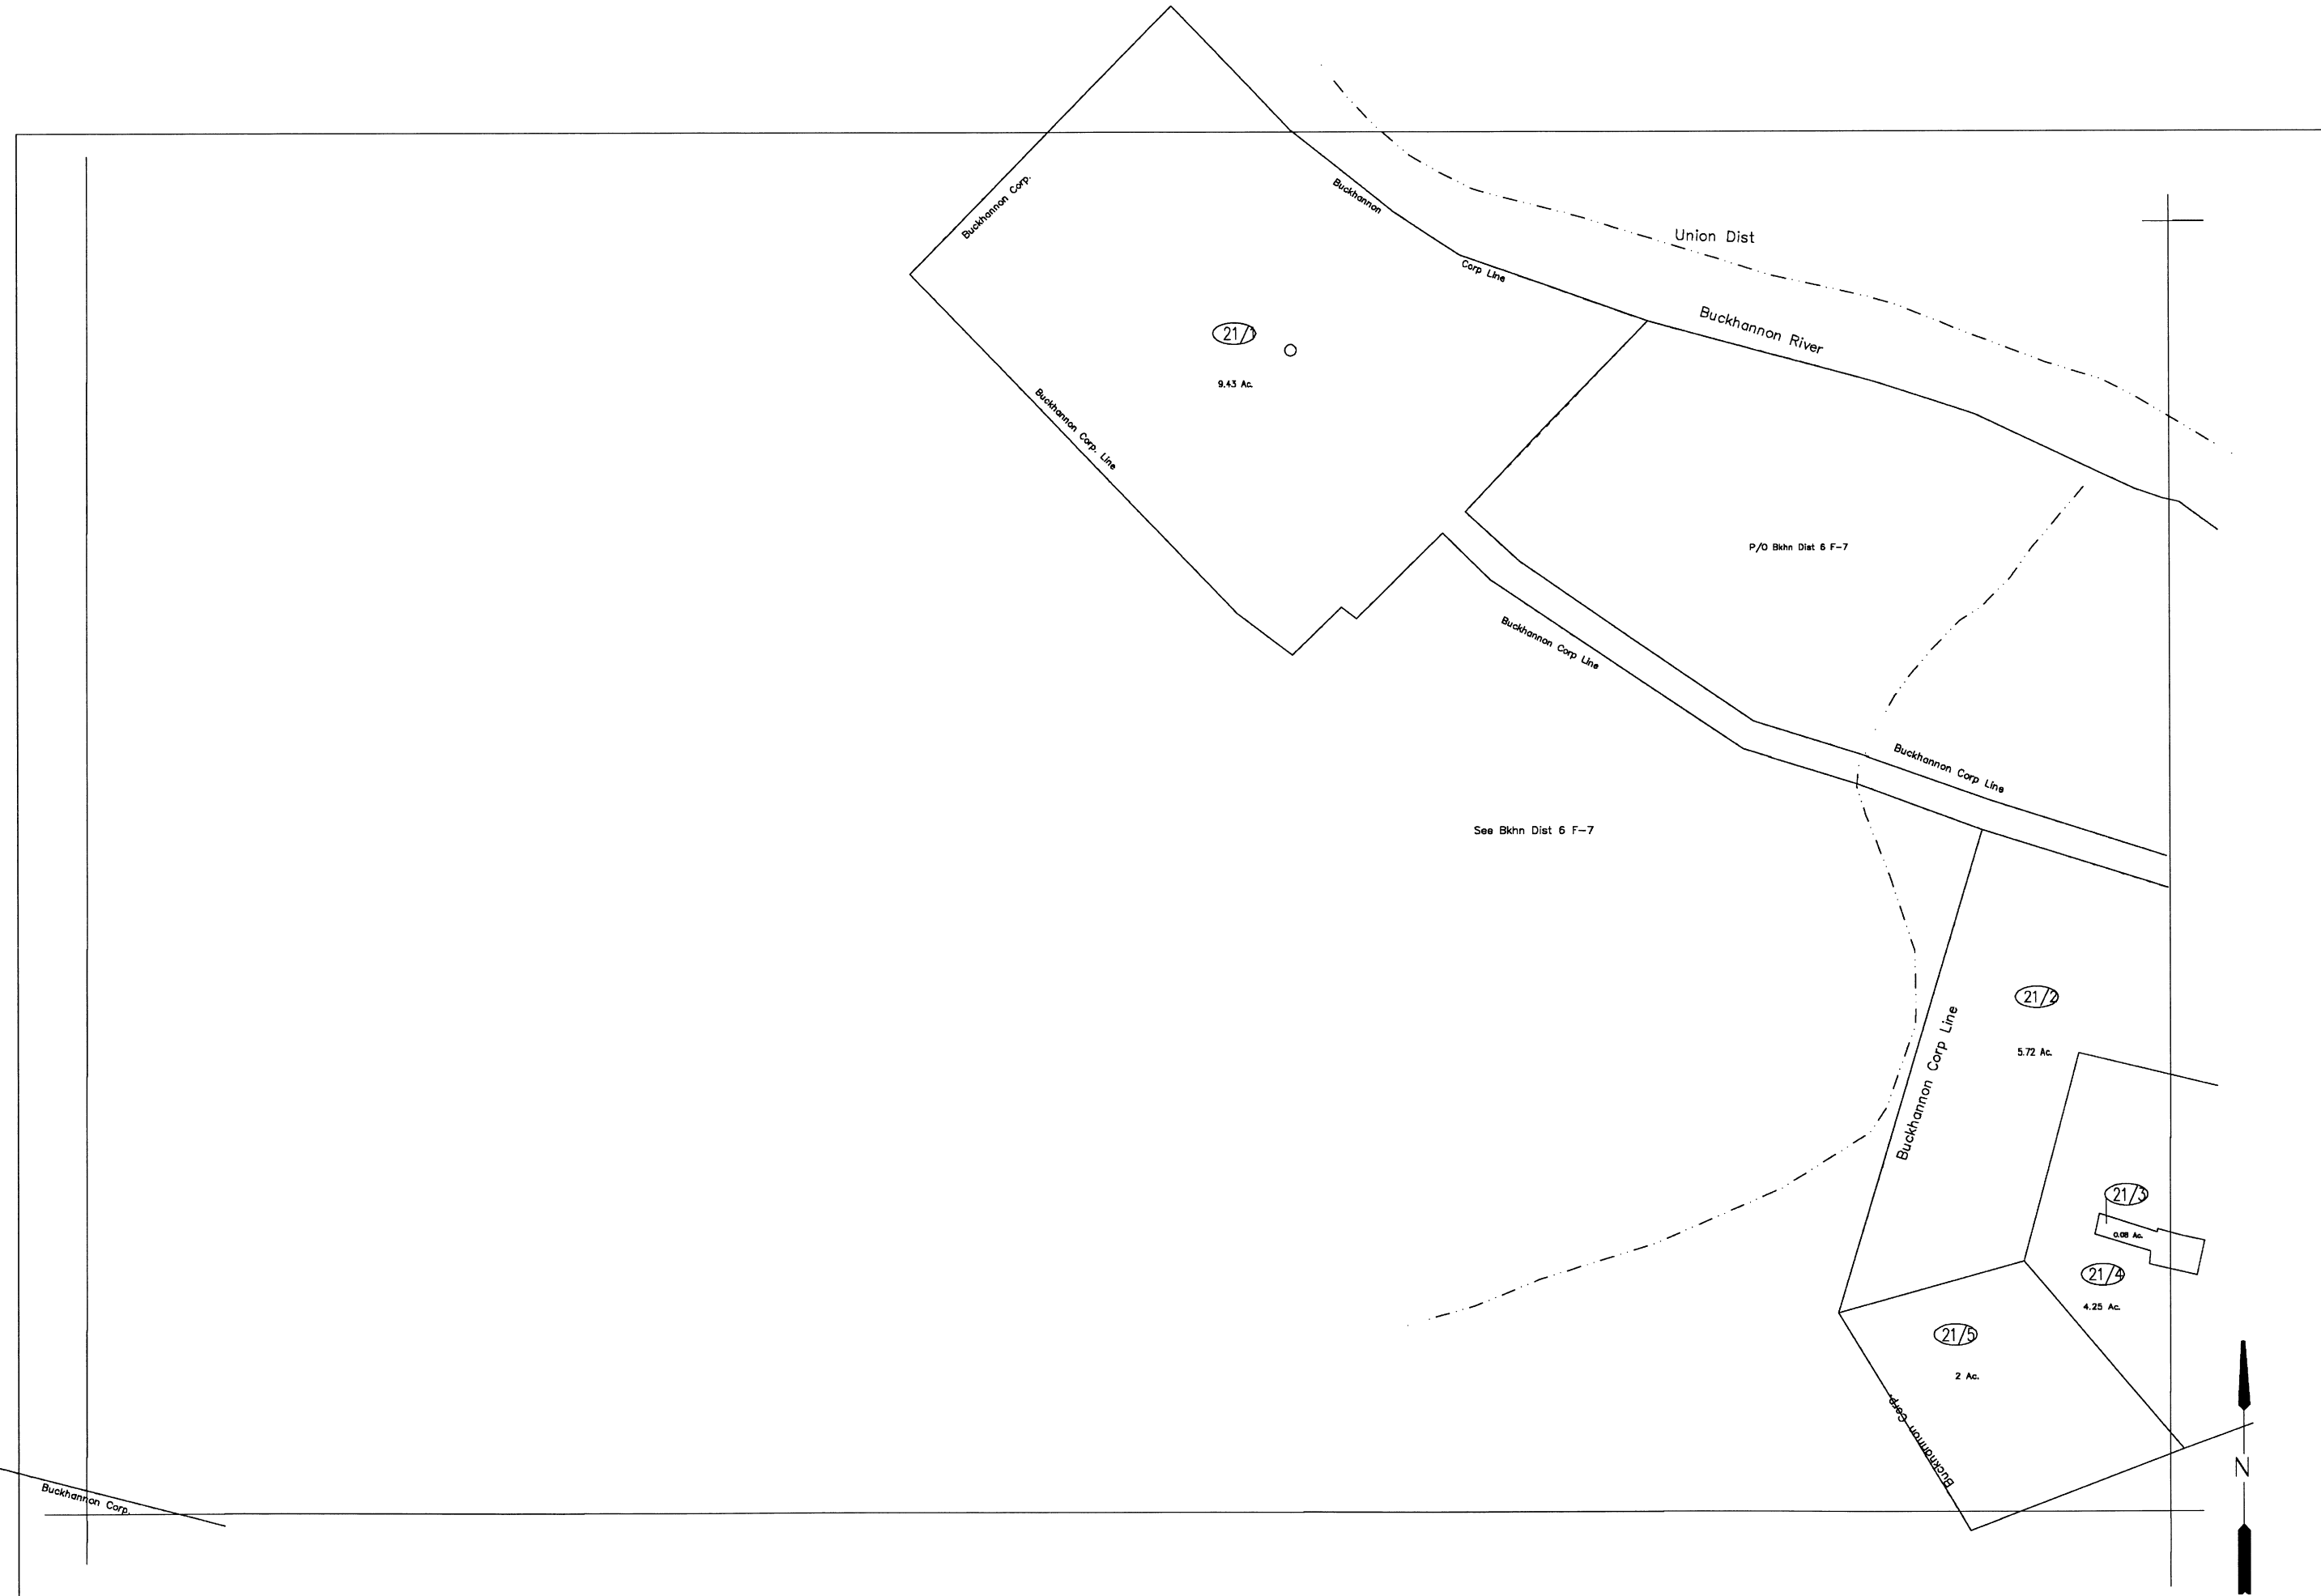 Buckhannon Corp.
Buckhannon
Corp Line
Union Dist
Buckhannon River
21/1
9.43 Ac.
Buckhannon Corp. Line
P/O Bkhn Dist 6 F-7
Buckhannon Corp Line
Buckhannon Corp Line
See Bkhn Dist 6 F-7
21/2
5.72 Ac.
Buckhannon Corp Line
21/3
0.08 Ac.
21/4
4.25 Ac.
21/5
2 Ac.
Buckhannon Corp.
N
Buckhannon Corp.